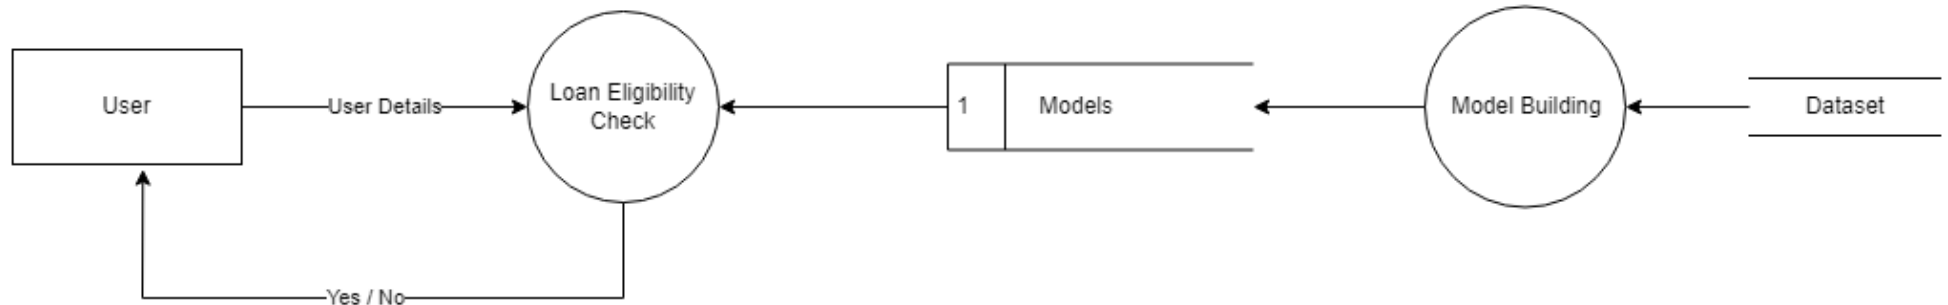 User
User Details
Loan Eligibility
Check
1
Models
Model Building
Dataset
Yes / No